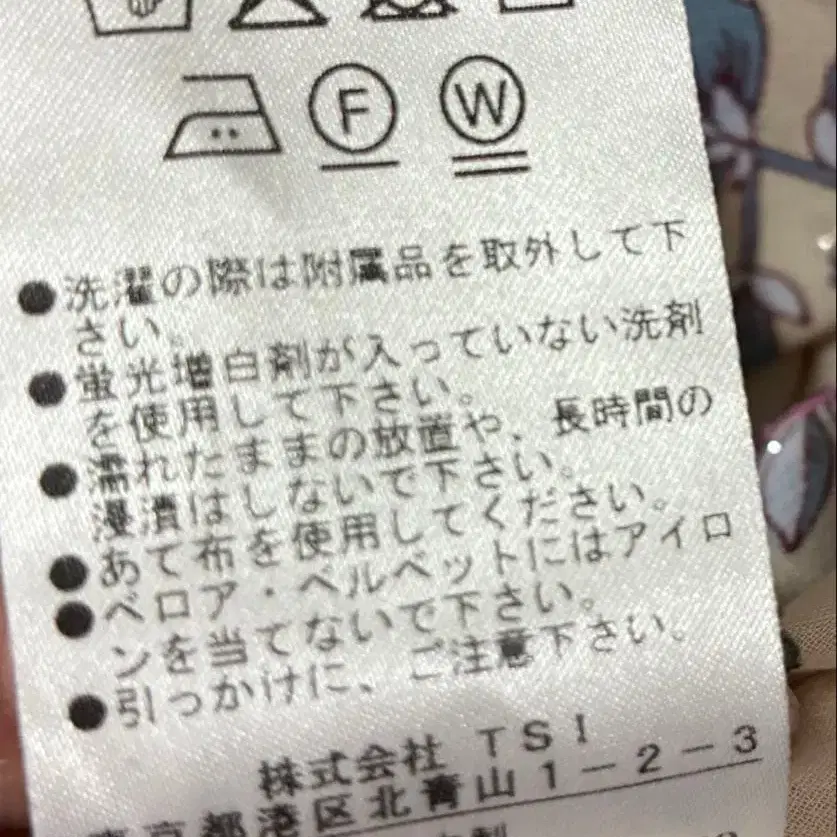 F W
●洗濯の際は附属品を取外して下
さい。
●蛍光増白剤が入っていない洗剤
を使用して下さい。
●濡れたままの放置や、長時間の
浸漬はしないで下さい。
●あて布を使用してください。
●ベロア・ベルベットにはアイロ
ンを当てないで下さい。
●引っかけに、ご注意下さい。
株式会社 TSI
東京都港区北青山1-2-3